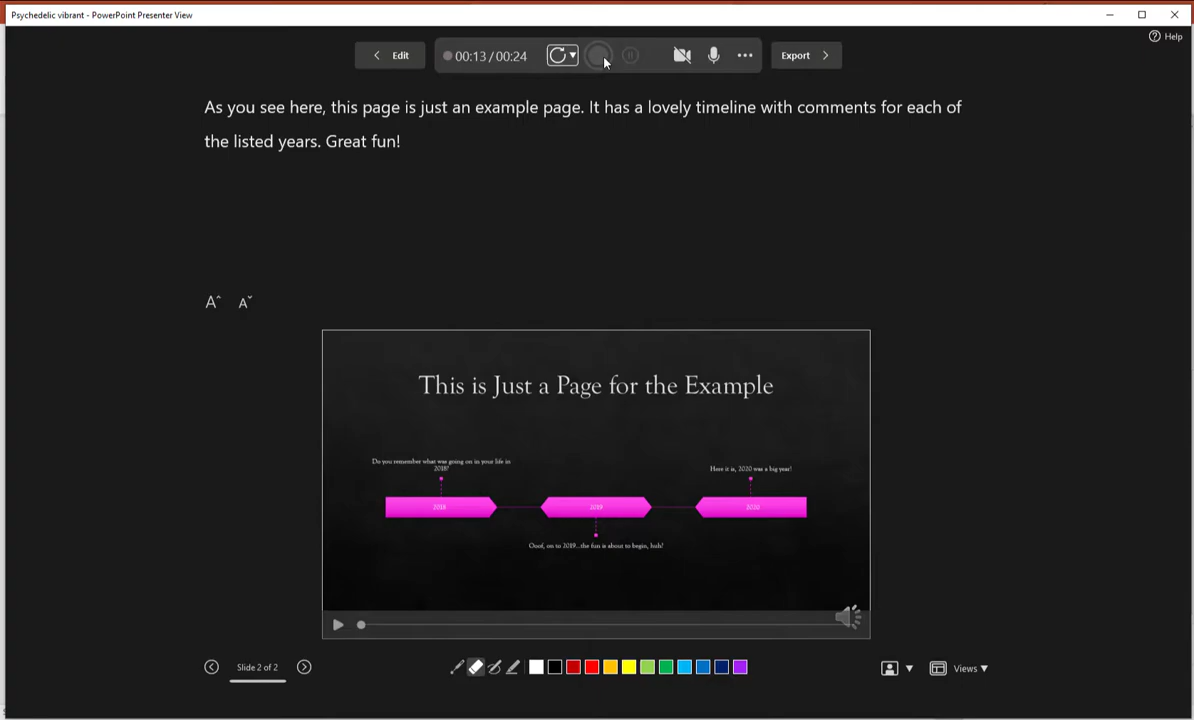 Psychedelic vibrant - PowerPoint Presenter View
Help
Edit
00:13 / 00:24
Export
As you see here, this page is just an example page. It has a lovely timeline with comments for each of
the listed years. Great fun!
A^ Aˇ
This is Just a Page for the Example
Do you remember what was going on in your life in
2018?
Here it is, 2020 was a big year!
2018
2019
2020
Ooof, on to 2019...the fun is about to begin, huh?
Slide 2 of 2
Views